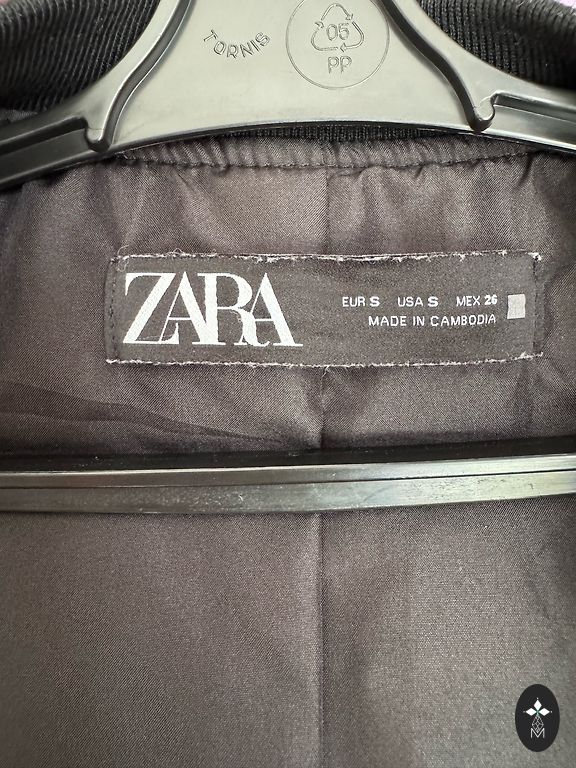 TORNIS
05
PP
ZARA
EUR S USA S MEX 26
MADE IN CAMBODIA
M